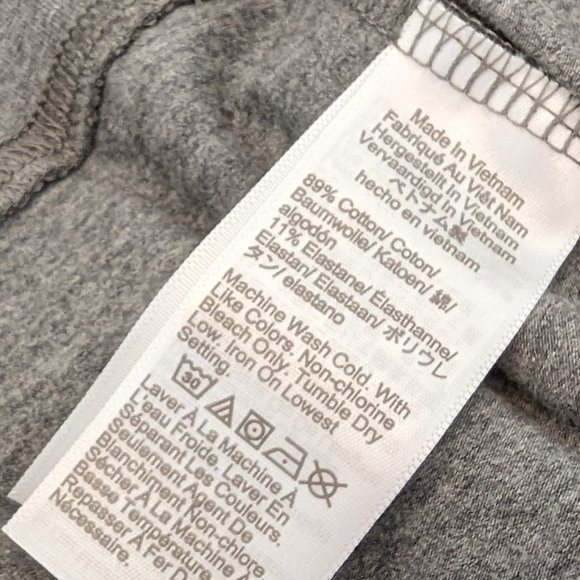 Made In Vietnam
Fabriqué Au Viêt Nam
Hergesiellt In Vietnam
Vervaardigd In Vietnam
ベトナム製
hecho en vietnam
89% Cotton/ Coton/
Baumwolle/ Katoen/ 綿/
algodón
11% Elastane/ Élasthanne/
Elastan/ Elastaan/ ポリウレ
タン/ elastano
Machine Wash Cold. With
Like Colors. Non-chlorine
Bleach Only. Tumble Dry
Low. Iron On Lowest
Setting.
30
Laver À La Machine À
L'eau Froide. Laver En
Séparant Les Couleurs.
Seulement Agent De
Blanchiment Non-chlore
Sécher À La Machine À
Basse Température
Repasser À Fer D
Nécessaire.